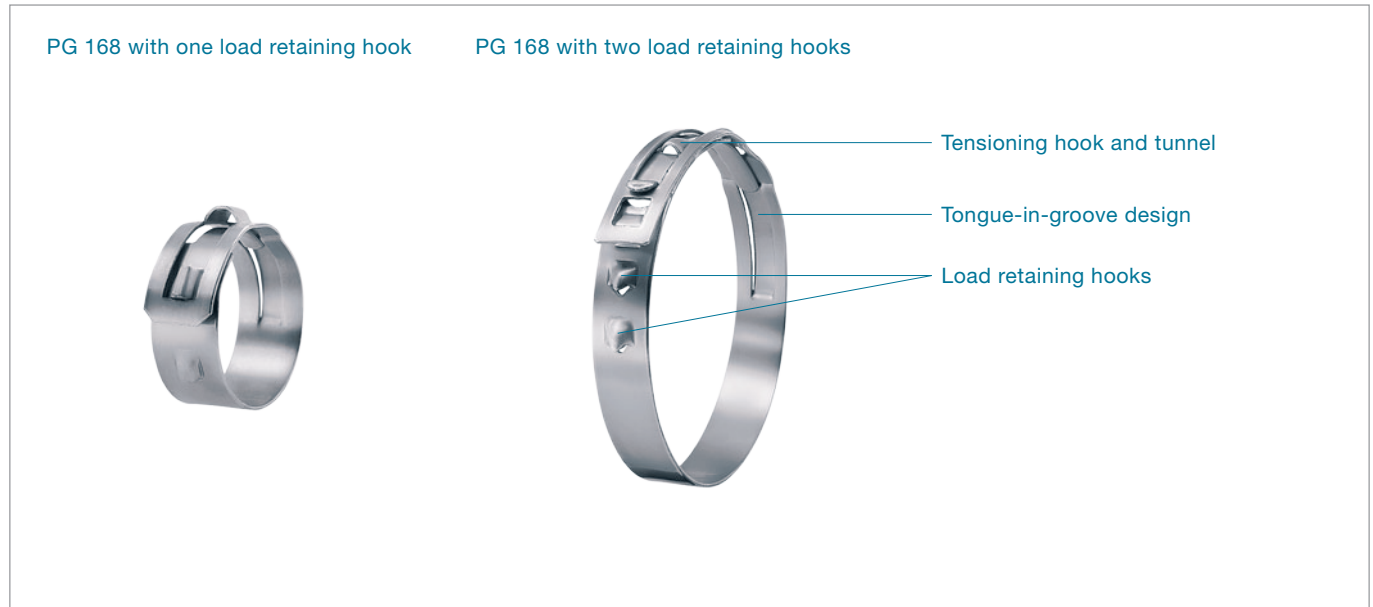 PG 168 with one load retaining hook
PG 168 with two load retaining hooks
Tensioning hook and tunnel
Tongue-in-groove design
Load retaining hooks